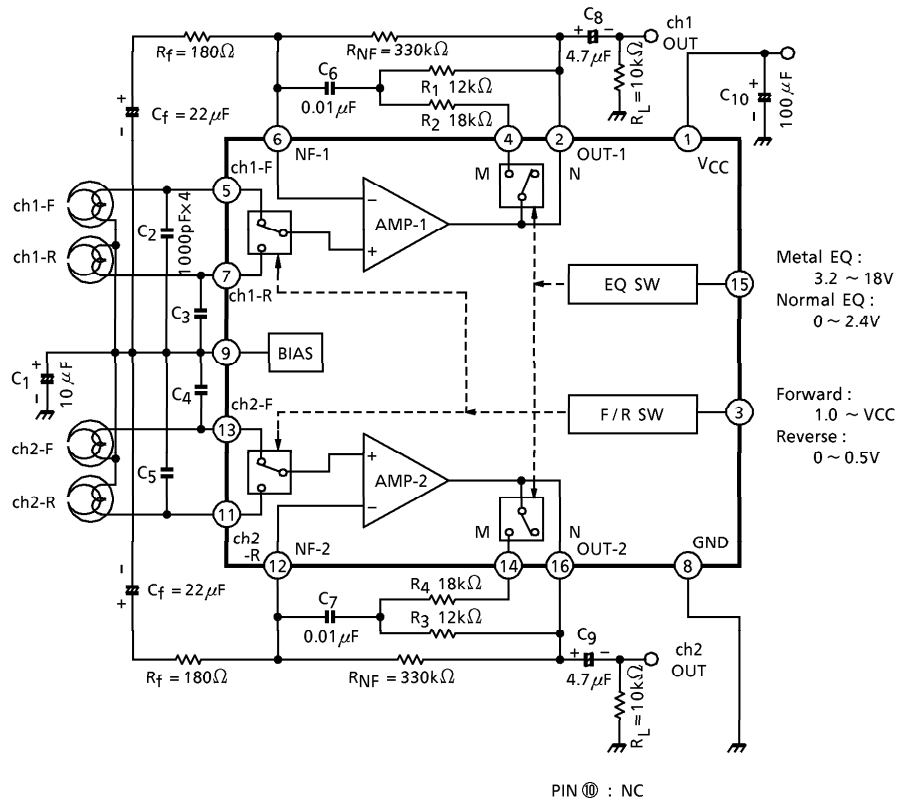 C8
ch1
OUT
+ −
4.7μF
Rf = 180Ω
RNF = 330kΩ
RL = 10kΩ
C6
0.01μF
R1 12kΩ
R2 18kΩ
C10
+
-
100μF
+
-
Cf = 22μF
6
NF-1
4
2
OUT-1
1
VCC
ch1-F
5
M
N
ch1-F
C2
1000pF×4
−
AMP-1
+
ch1-R
7
ch1-R
EQ SW
15
Metal EQ :
3.2 ~ 18V
Normal EQ :
0 ~ 2.4V
C3
9
BIAS
C1
+
-
10μF
C4
ch2-F
13
F / R SW
3
Forward :
1.0 ~ VCC
Reverse :
0 ~ 0.5V
ch2-F
C5
+
AMP-2
−
ch2-R
11
ch2
-R
M
N
NF-2
12
14
16
OUT-2
GND
8
-
+
Cf = 22μF
C7
0.01μF
R4 18kΩ
R3 12kΩ
C9
+ −
4.7μF
ch2
OUT
Rf = 180Ω
RNF = 330kΩ
RL = 10kΩ
PIN ⑩ : NC